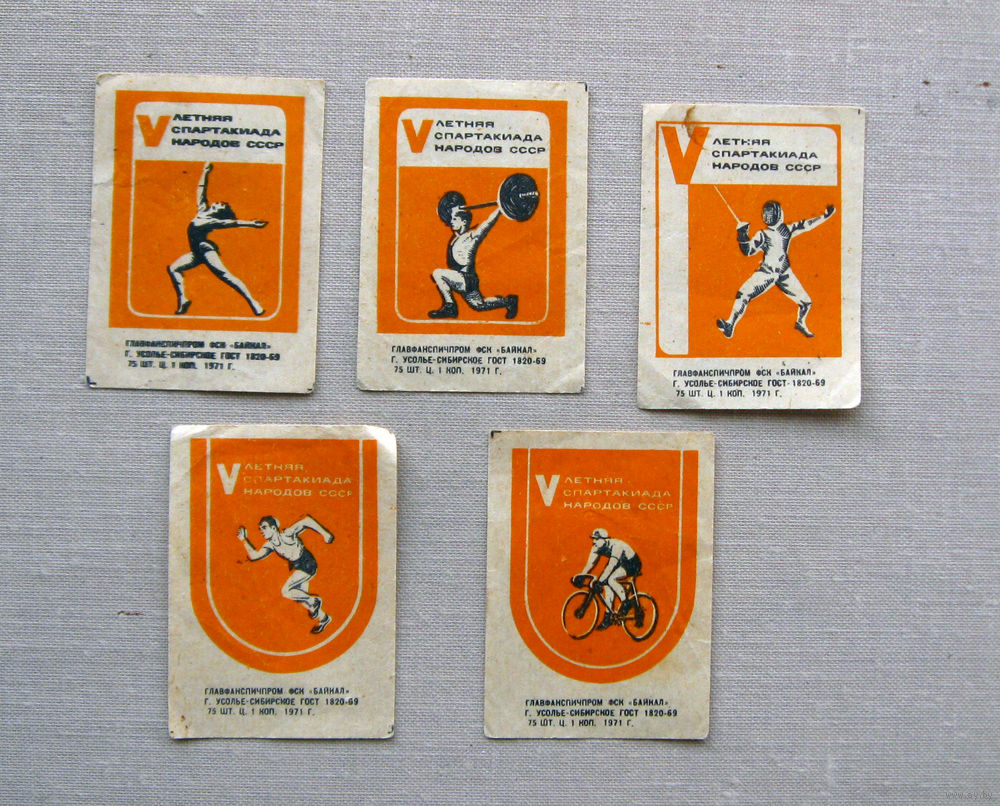 V ЛЕТНЯЯ
СПАРТАКИАДА
НАРОДОВ СССР
ГЛАВФАНСПИЧПРОМ ФСК «БАЙКАЛ»
Г. УСОЛЬЕ-СИБИРСКОЕ ГОСТ 1820-69
75 ШТ. Ц. 1 КОП. 1971 Г.
V ЛЕТНЯЯ
СПАРТАКИАДА
НАРОДОВ СССР
ГЛАВФАНСПИЧПРОМ ФСК «БАЙКАЛ»
Г. УСОЛЬЕ-СИБИРСКОЕ ГОСТ 1820-69
75 ШТ. Ц. 1 КОП. 1971 Г.
V ЛЕТНЯЯ
СПАРТАКИАДА
НАРОДОВ СССР
ГЛАВФАНСПИЧПРОМ ФСК «БАЙКАЛ»
Г. УСОЛЬЕ-СИБИРСКОЕ ГОСТ 1820-69
75 ШТ. Ц. 1 КОП. 1971 Г.
V ЛЕТНЯЯ
СПАРТАКИАДА
НАРОДОВ СССР
ГЛАВФАНСПИЧПРОМ ФСК «БАЙКАЛ»
Г. УСОЛЬЕ-СИБИРСКОЕ ГОСТ 1820-69
75 ШТ. Ц. 1 КОП. 1971 Г.
V ЛЕТНЯЯ
СПАРТАКИАДА
НАРОДОВ СССР
ГЛАВФАНСПИЧПРОМ ФСК «БАЙКАЛ»
Г. УСОЛЬЕ-СИБИРСКОЕ ГОСТ 1820-69
75 ШТ. Ц. 1 КОП. 1971 Г.